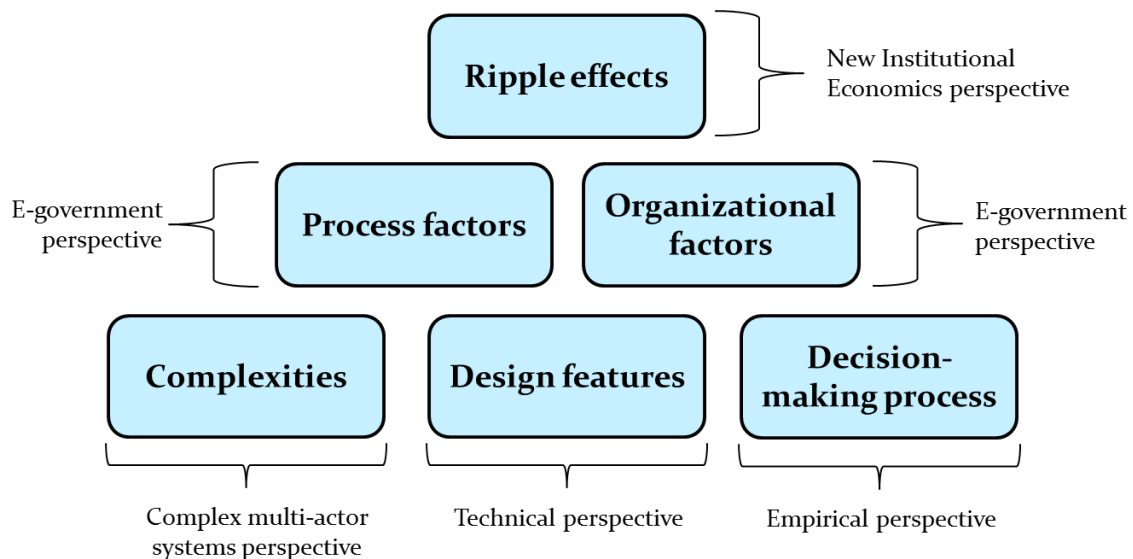 Ripple effects
New Institutional
Economics perspective
E-government
perspective
Process factors
Organizational
factors
E-government
perspective
Complexities
Design features
Decision-
making process
Complex multi-actor
systems perspective
Technical perspective
Empirical perspective